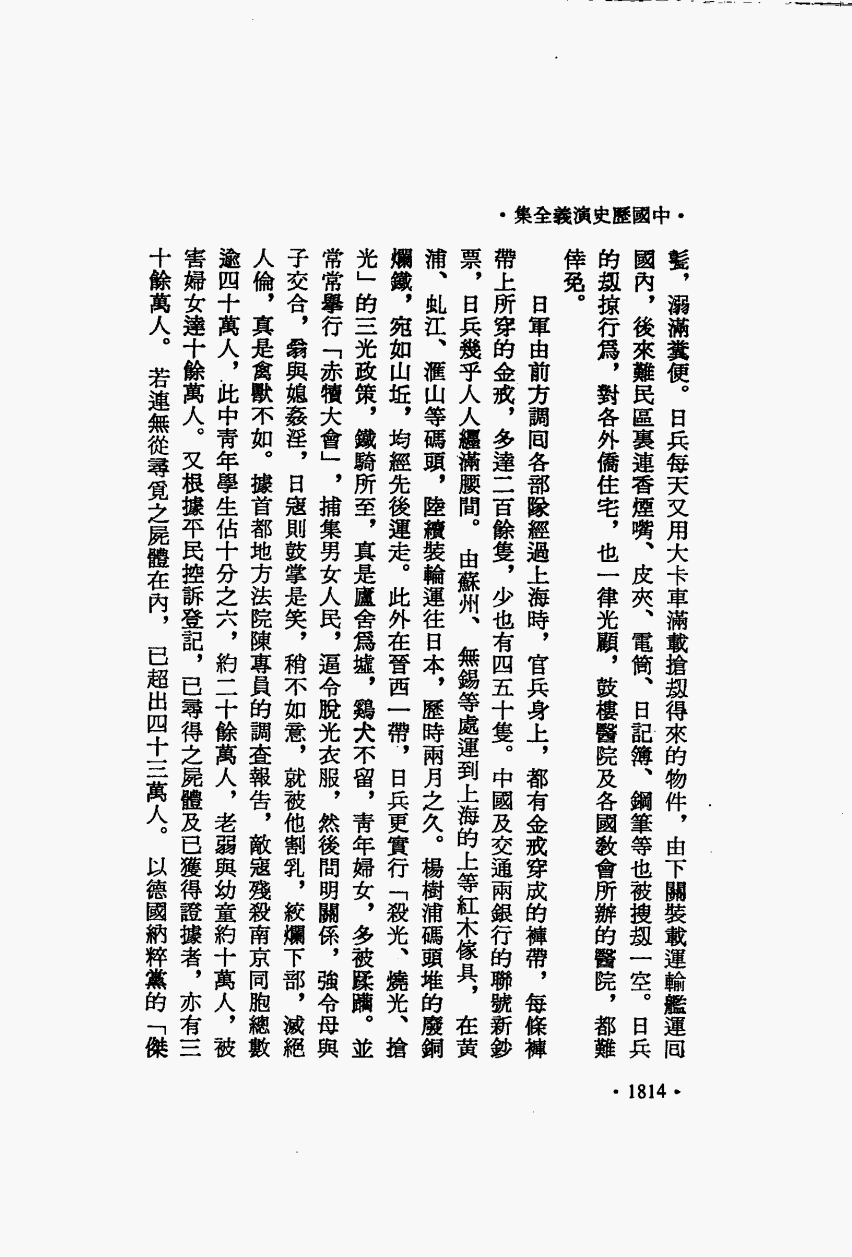 ・中國歷史演義全集・
氈，溺滿糞便。日兵每天又用大卡車滿載搶刼得來的物件，由下關裝載運輸艦運囘
國內，後來難民區裏連香煙嘴、皮夾、電筒、日記簿、鋼筆等也被搜刼一空。日兵
的刼掠行爲，對各外僑住宅，也一律光顧，鼓樓醫院及各國敎會所辦的醫院，都難
倖免。
日軍由前方調囘各部隊經過上海時，官兵身上，都有金戒穿成的褲帶，每條褲
帶上所穿的金戒，多達二百餘隻，少也有四五十隻。中國及交通兩銀行的聯號新鈔
票，日兵幾乎人人纒滿腰間。由蘇州、無錫等處運到上海的上等紅木傢具，在黄
浦、虬江、滙山等碼頭，陸續裝輪運往日本，歷時兩月之久。楊樹浦碼頭堆的廢銅
爛鐵，宛如山坵，均經先後運走。此外在晉西一帶，日兵更實行「殺光、燒光、搶
光」的三光政策，鐵騎所至，真是廬舍爲墟，鷄犬不留，靑年婦女，多被蹂躪。並
常常擧行「赤犢大會」，捕集男女人民，逼令脫光衣服，然後問明關係，強令母與
子交合，翁與媳姦淫，日寇則鼓掌是笑，稍不如意，就被他割乳，絞爛下部，滅絕
人倫，真是禽獸不如。據首都地方法院陳專員的調查報告，敵寇殘殺南京同胞總數
逾四十萬人，此中靑年學生佔十分之六，約二十餘萬人，老弱與幼童約十萬人，被
害婦女達十餘萬人。又根據平民控訴登記，已尋得之屍體及已獲得證據者，亦有三
十餘萬人。若連無從尋覓之屍體在內，已超出四十三萬人。以德國納粹黨的「傑
・1814・